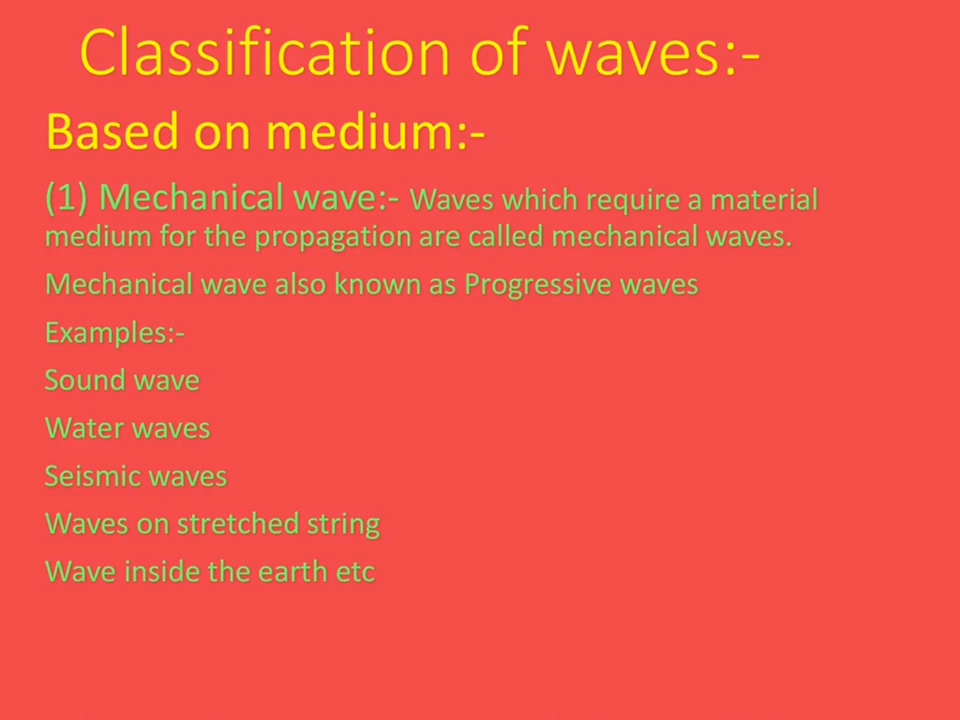 Classification of waves:-
Based on medium:-
(1) Mechanical wave:- Waves which require a material
medium for the propagation are called mechanical waves.
Mechanical wave also known as Progressive waves
Examples:-
Sound wave
Water waves
Seismic waves
Waves on stretched string
Wave inside the earth etc